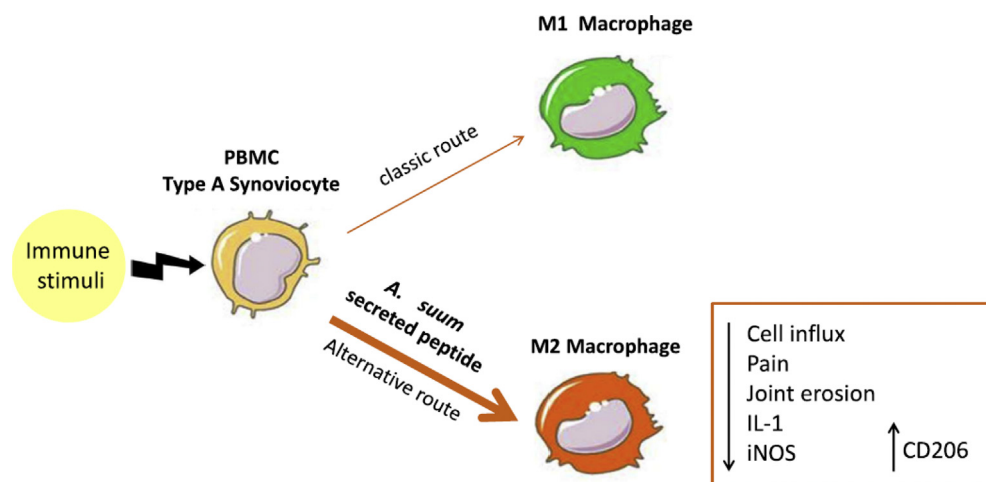 M1 Macrophage
classic route
PBMC
Type A Synoviocyte
Immune
stimuli
A. suum
secreted peptide
Alternative route
M2 Macrophage
Cell influx
Pain
Joint erosion
IL-1
iNOS
CD206